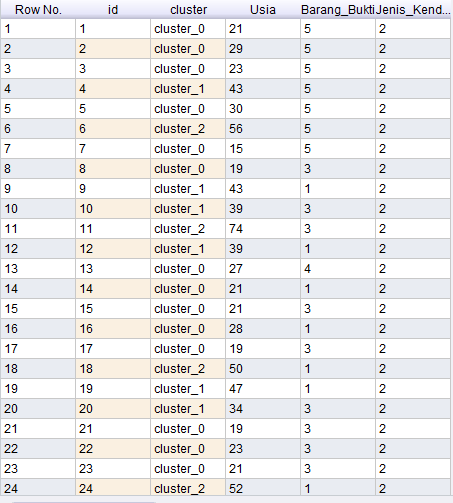 Row No. id cluster Usia Barang_Bukti Jenis_Kend...
1 1 cluster_0 21 5 2
2 2 cluster_0 29 5 2
3 3 cluster_0 23 5 2
4 4 cluster_1 43 5 2
5 5 cluster_0 30 5 2
6 6 cluster_2 56 5 2
7 7 cluster_0 15 5 2
8 8 cluster_0 19 3 2
9 9 cluster_1 43 1 2
10 10 cluster_1 39 3 2
11 11 cluster_2 74 3 2
12 12 cluster_1 39 1 2
13 13 cluster_0 27 4 2
14 14 cluster_0 21 1 2
15 15 cluster_0 21 3 2
16 16 cluster_0 28 1 2
17 17 cluster_0 19 3 2
18 18 cluster_2 50 1 2
19 19 cluster_1 47 1 2
20 20 cluster_1 34 3 2
21 21 cluster_0 19 3 2
22 22 cluster_0 23 3 2
23 23 cluster_0 21 3 2
24 24 cluster_2 52 1 2